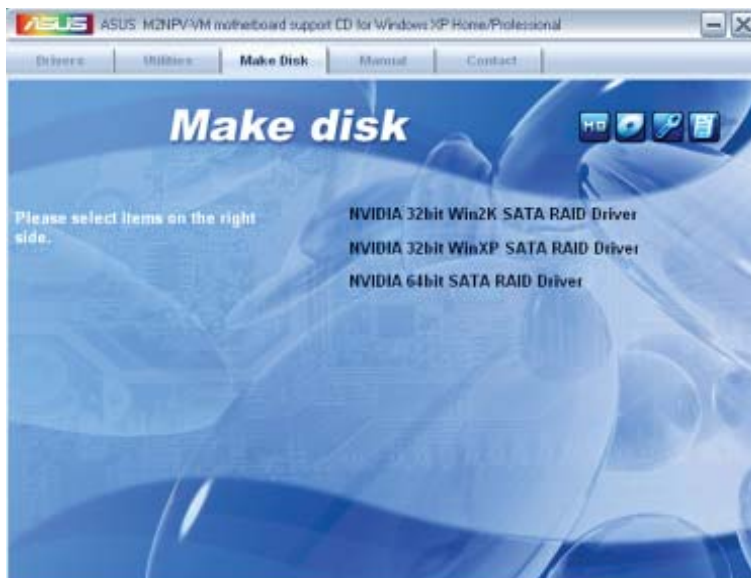 ASUS ASUS M2NPV-VM motherboard support CD for Windows XP Home/Professional
Drivers Utilities Make Disk Manual Contact
Make disk
Please select items on the right
side.
NVIDIA 32bit Win2K SATA RAID Driver
NVIDIA 32bit WinXP SATA RAID Driver
NVIDIA 64bit SATA RAID Driver